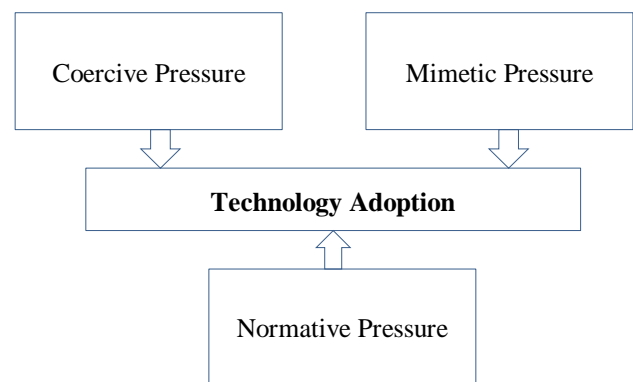 Coercive Pressure
Mimetic Pressure
Technology Adoption
Normative Pressure